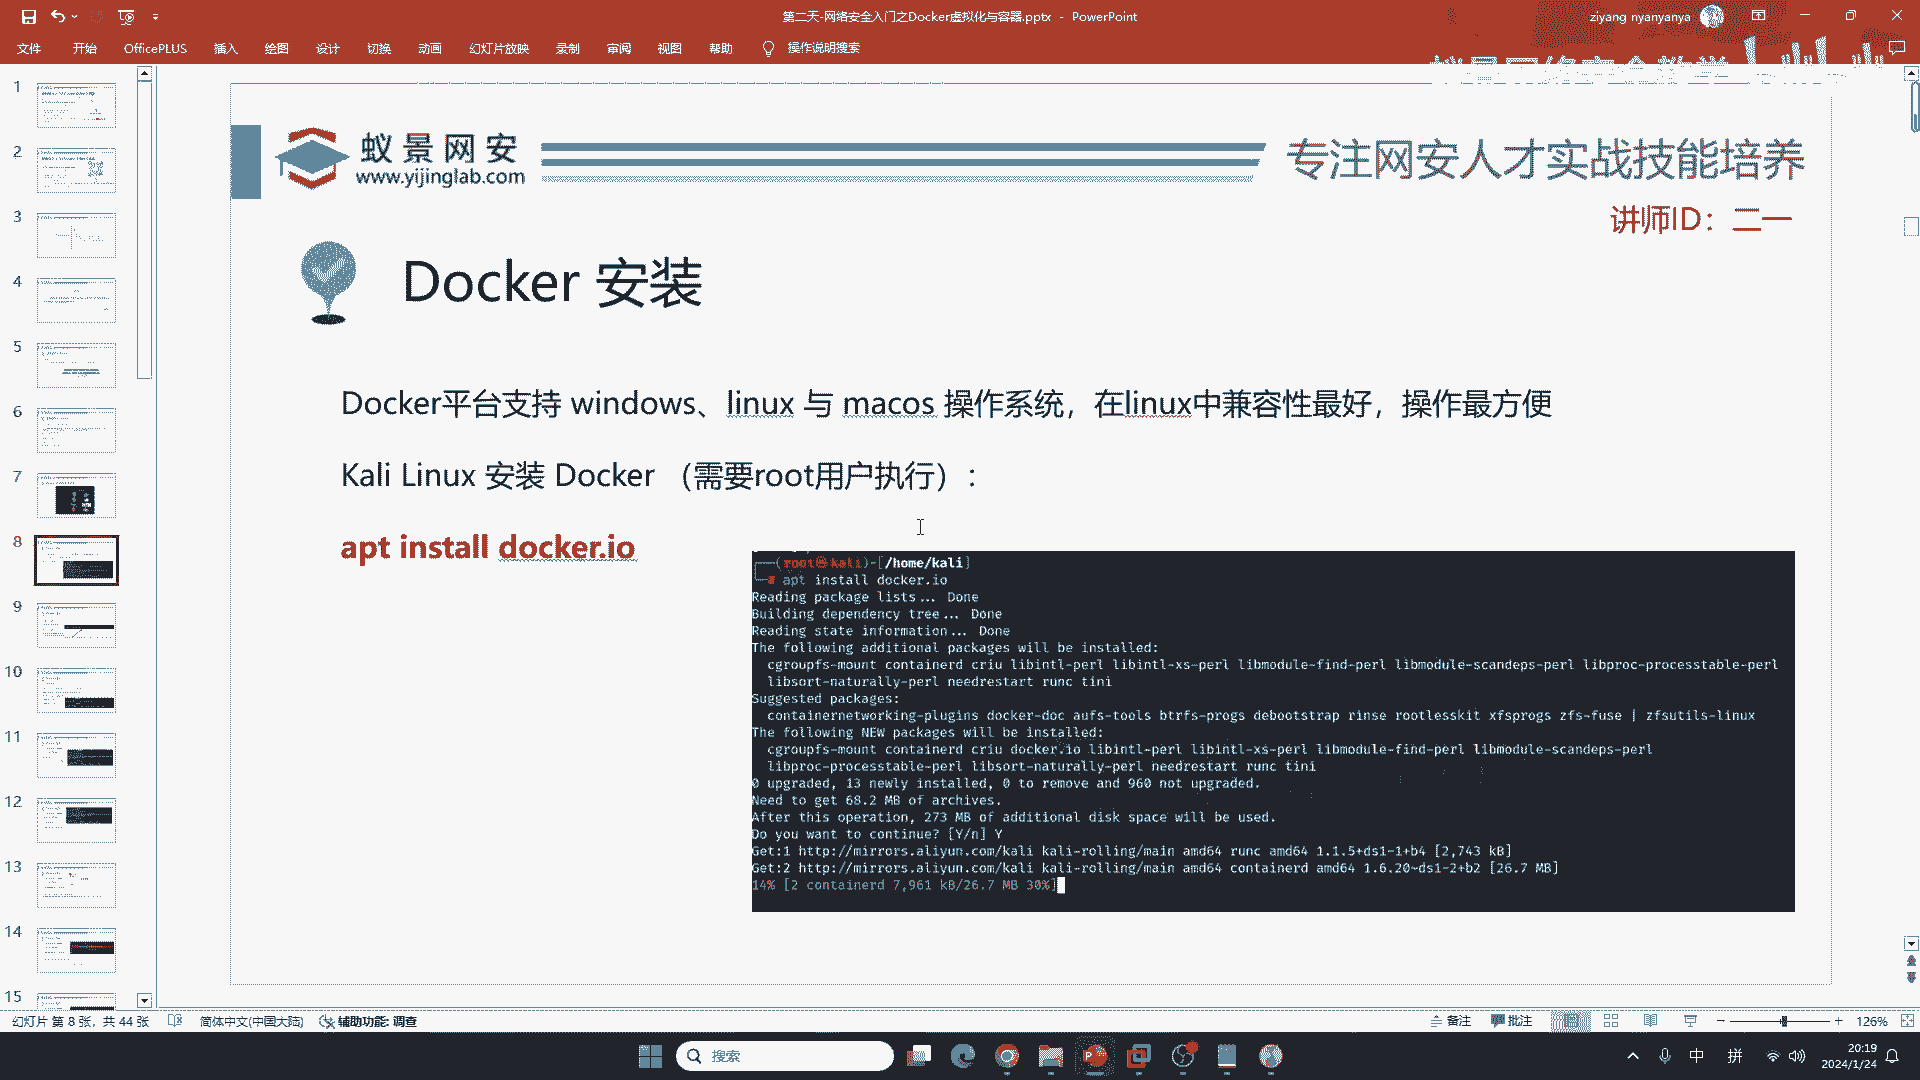 第二天-网络安全入门之Docker虚拟化与容器.pptx - PowerPoint
ziyang nyanyanya
文件 开始 OfficePLUS 插入 绘图 设计 切换 动画 幻灯片放映 录制 审阅 视图 帮助 操作说明搜索
蚁景网安
www.yijinglab.com
专注网安人才实战技能培养
讲师ID：二一
Docker 安装
Docker平台支持 windows、linux 与 macos 操作系统，在linux中兼容性最好，操作最方便
Kali Linux 安装 Docker （需要root用户执行）：
apt install docker.io
(root㉿kali)-[/home/kali]
# apt install docker.io
Reading package lists... Done
Building dependency tree... Done
Reading state information... Done
The following additional packages will be installed:
cgroupfs-mount containerd criu libintl-perl libintl-xs-perl libmodule-find-perl libmodule-scandeps-perl libproc-processtable-perl
libsort-naturally-perl needrestart runc tini
Suggested packages:
containernetworking-plugins docker-doc aufs-tools btrfs-progs debootstrap rinse rootlesskit xfsprogs zfs-fuse | zfsutils-linux
The following NEW packages will be installed:
cgroupfs-mount containerd criu docker.io libintl-perl libintl-xs-perl libmodule-find-perl libmodule-scandeps-perl
libproc-processtable-perl libsort-naturally-perl needrestart runc tini
0 upgraded, 13 newly installed, 0 to remove and 960 not upgraded.
Need to get 68.2 MB of archives.
After this operation, 273 MB of additional disk space will be used.
Do you want to continue? [Y/n] Y
Get:1 http://mirrors.aliyun.com/kali kali-rolling/main amd64 runc amd64 1.1.5+ds1-1+b4 [2,743 kB]
Get:2 http://mirrors.aliyun.com/kali kali-rolling/main amd64 containerd amd64 1.6.20~ds1-2+b2 [26.7 MB]
14% [2 containerd 7,961 kB/26.7 MB 30%]
1
2
3
4
5
6
7
8
9
10
11
12
13
14
15
幻灯片 第 8 张，共 44 张 简体中文(中国大陆) 辅助功能: 调查 备注 批注 126%
搜索
中 拼
20:19
2024/1/24